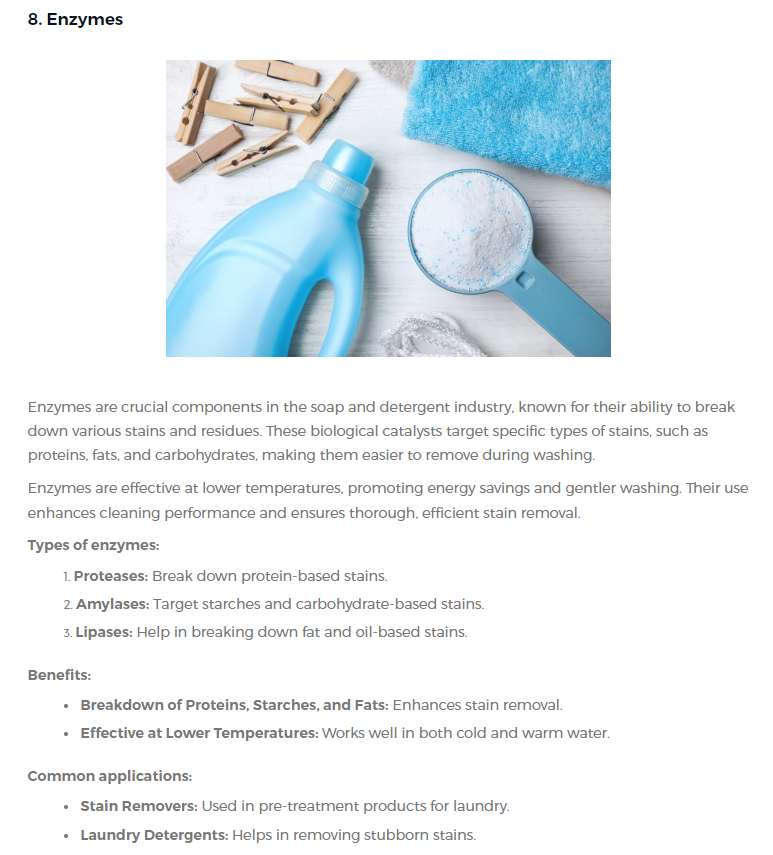 8. Enzymes
Enzymes are crucial components in the soap and detergent industry, known for their ability to break
down various stains and residues. These biological catalysts target specific types of stains, such as
proteins, fats, and carbohydrates, making them easier to remove during washing.
Enzymes are effective at lower temperatures, promoting energy savings and gentler washing. Their use
enhances cleaning performance and ensures thorough, efficient stain removal.
Types of enzymes:
1. Proteases: Break down protein-based stains.
2. Amylases: Target starches and carbohydrate-based stains.
3. Lipases: Help in breaking down fat and oil-based stains.
Benefits:
• Breakdown of Proteins, Starches, and Fats: Enhances stain removal.
• Effective at Lower Temperatures: Works well in both cold and warm water.
Common applications:
• Stain Removers: Used in pre-treatment products for laundry.
• Laundry Detergents: Helps in removing stubborn stains.